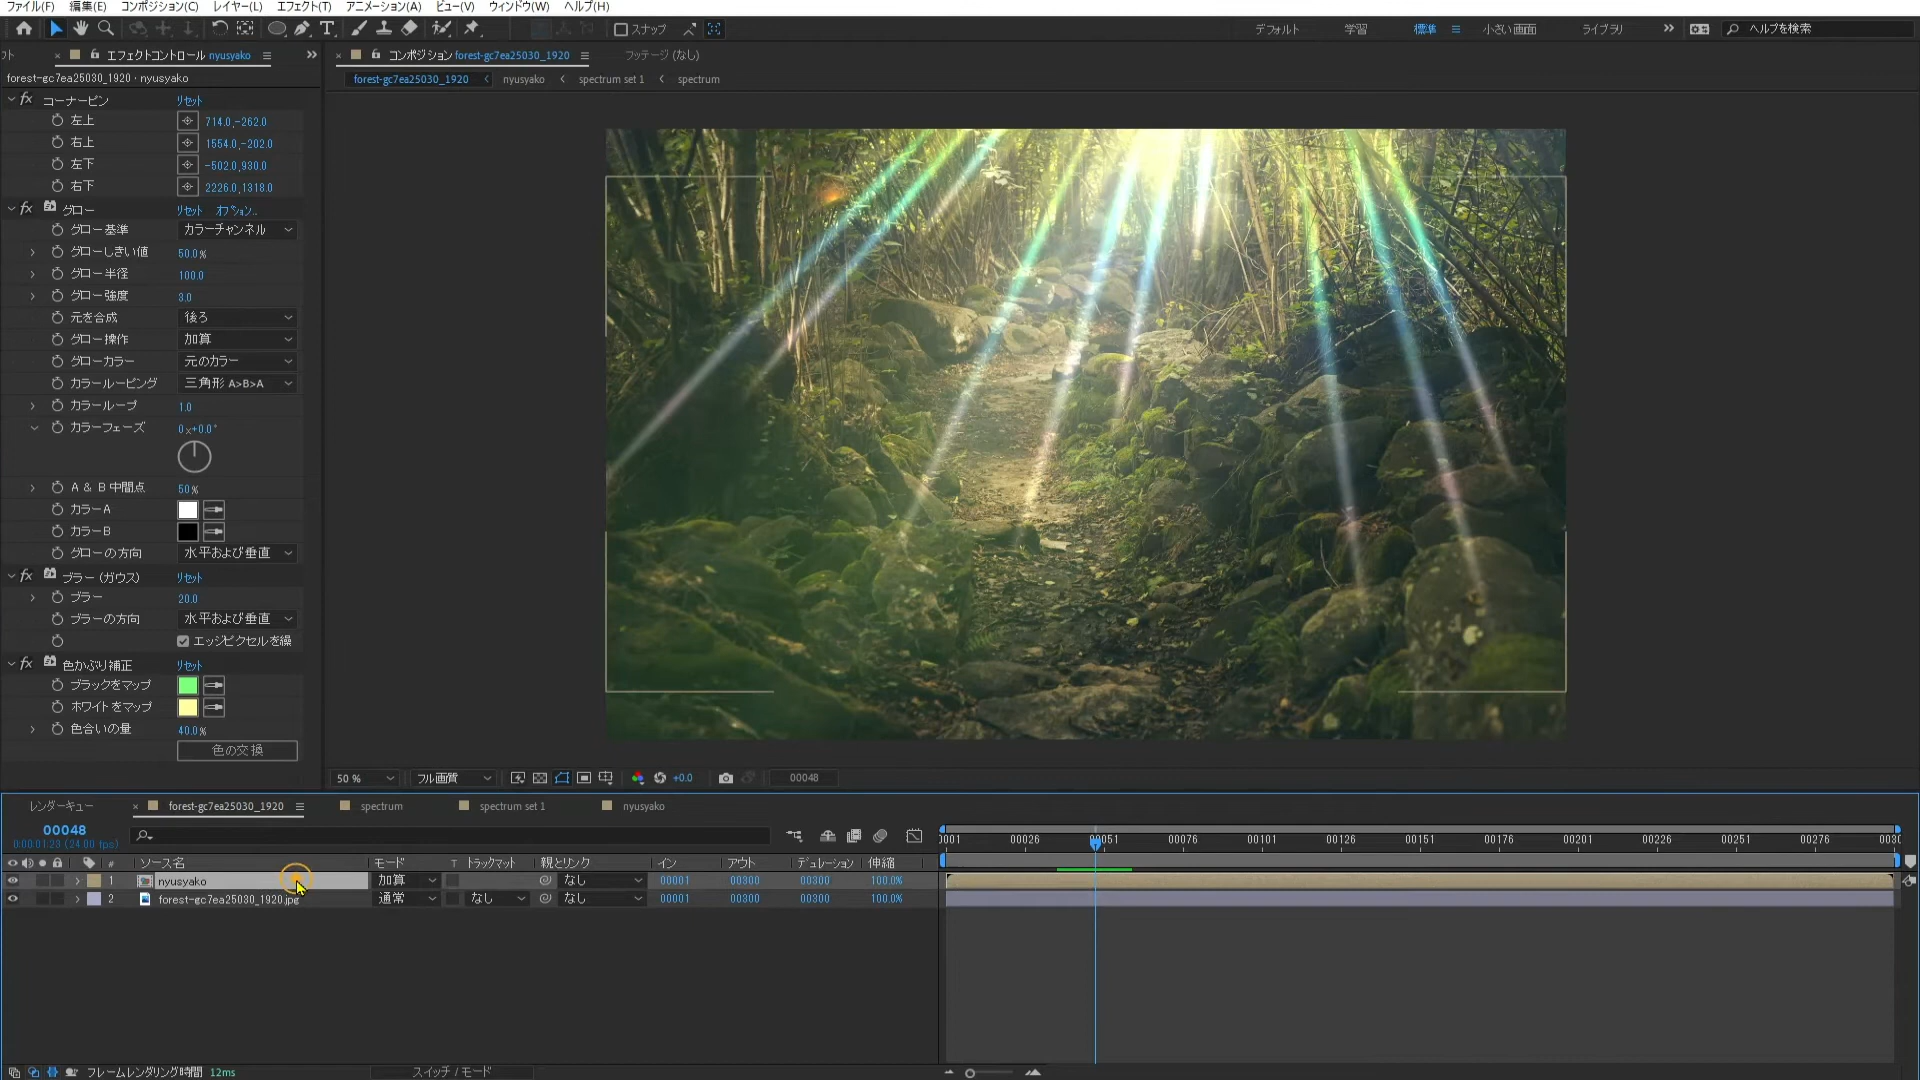 ファイル(F) 編集(E) コンポジション(C) レイヤー(L) エフェクト(T) アニメーション(A) ビュー(V) ウィンドウ(W) ヘルプ(H)
スナップ デフォルト 学習 標準 小さい画面 ライブラリ ヘルプを検索
エフェクトコントロール nyusyako
コンポジション forest-gc7ea25030_1920
フッテージ (なし)
forest-gc7ea25030_1920・nyusyako
forest-gc7ea25030_1920 nyusyako spectrum set 1 spectrum
fx コーナーピン リセット
左上 714.0,-262.0
右上 1554.0,-202.0
左下 -502.0,930.0
右下 2226.0,1318.0
fx グロー リセット オプション..
グロー基準 カラーチャンネル
グローしきい値 50.0%
グロー半径 100.0
グロー強度 3.0
元を合成 後ろ
グロー操作 加算
グローカラー 元のカラー
カラールーピング 三角形 A>B>A
カラーループ 1.0
カラーフェーズ 0x+0.0°
A & B 中間点 50%
カラーA
カラーB
グローの方向 水平および垂直
fx ブラー (ガウス) リセット
ブラー 20.0
ブラーの方向 水平および垂直
エッジピクセルを繰
fx 色かぶり補正 リセット
ブラックをマップ
ホワイトをマップ
色合いの量 40.0%
色の交換
50 % フル画質 +0.0 00048
レンダーキュー forest-gc7ea25030_1920 spectrum spectrum set 1 nyusyako
00048
0:00:01:23 (24.00 fps)
0001 00026 00051 00076 00101 00126 00151 00176 00201 00226 00251 00276 0030
# ソース名 モード T トラックマット 親とリンク イン アウト デュレーション 伸縮
1 nyusyako 加算 なし 00001 00300 00300 100.0%
2 forest-gc7ea25030_1920.jpg 通常 なし なし 00001 00300 00300 100.0%
フレームレンダリング時間 12ms スイッチ / モード